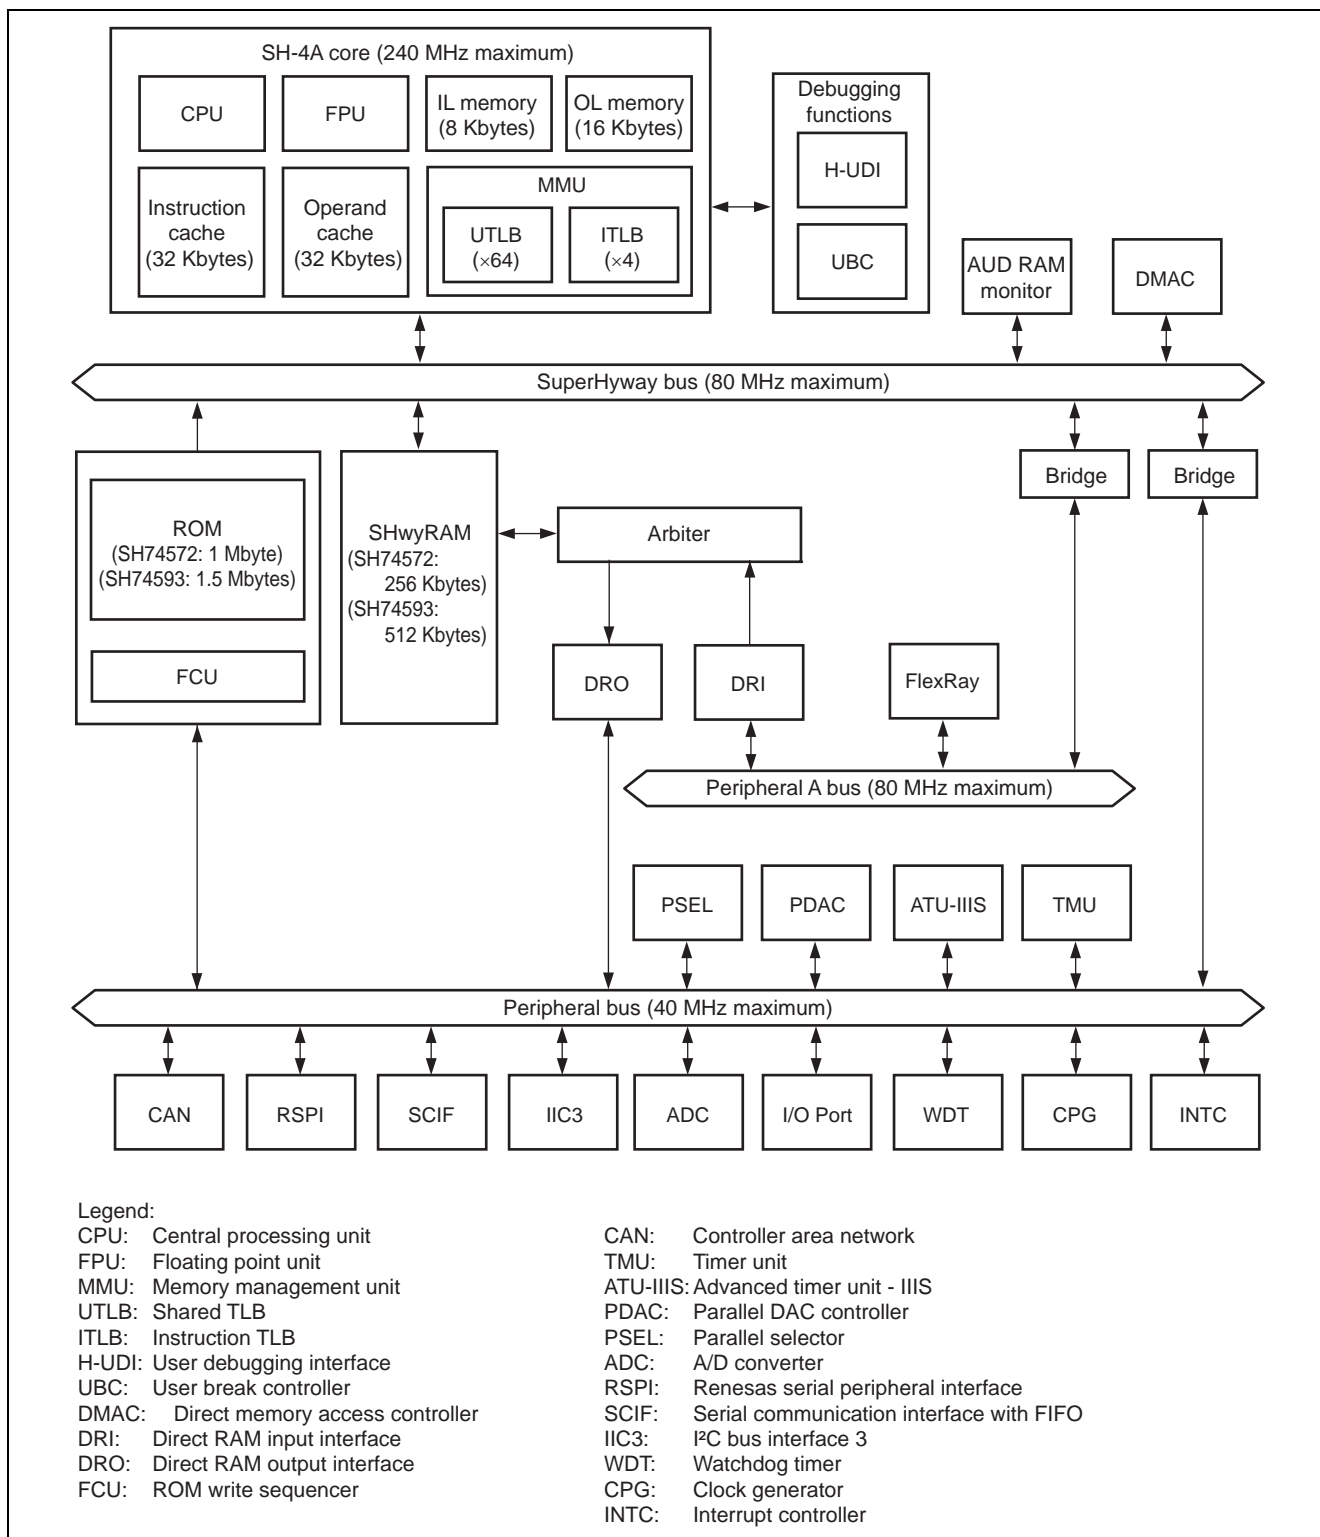 SH-4A core (240 MHz maximum)
CPU
FPU
IL memory
(8 Kbytes)
OL memory
(16 Kbytes)
Instruction
cache
(32 Kbytes)
Operand
cache
(32 Kbytes)
MMU
UTLB
(×64)
ITLB
(×4)
Debugging
functions
H-UDI
UBC
AUD RAM
monitor
DMAC
SuperHyway bus (80 MHz maximum)
ROM
(SH74572: 1 Mbyte)
(SH74593: 1.5 Mbytes)
FCU
SHwyRAM
(SH74572:
256 Kbytes)
(SH74593:
512 Kbytes)
Arbiter
Bridge
Bridge
DRO
DRI
FlexRay
Peripheral A bus (80 MHz maximum)
PSEL
PDAC
ATU-IIIS
TMU
Peripheral bus (40 MHz maximum)
CAN
RSPI
SCIF
IIC3
ADC
I/O Port
WDT
CPG
INTC
Legend:
CPU: Central processing unit
FPU: Floating point unit
MMU: Memory management unit
UTLB: Shared TLB
ITLB: Instruction TLB
H-UDI: User debugging interface
UBC: User break controller
DMAC: Direct memory access controller
DRI: Direct RAM input interface
DRO: Direct RAM output interface
FCU: ROM write sequencer
CAN: Controller area network
TMU: Timer unit
ATU-IIIS: Advanced timer unit - IIIS
PDAC: Parallel DAC controller
PSEL: Parallel selector
ADC: A/D converter
RSPI: Renesas serial peripheral interface
SCIF: Serial communication interface with FIFO
IIC3: I²C bus interface 3
WDT: Watchdog timer
CPG: Clock generator
INTC: Interrupt controller